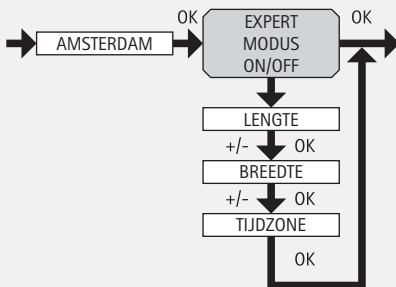 OK
EXPERT
MODUS
ON/OFF
OK
AMSTERDAM
LENGTE
+/- OK
BREEDTE
+/- OK
TIJDZONE
OK